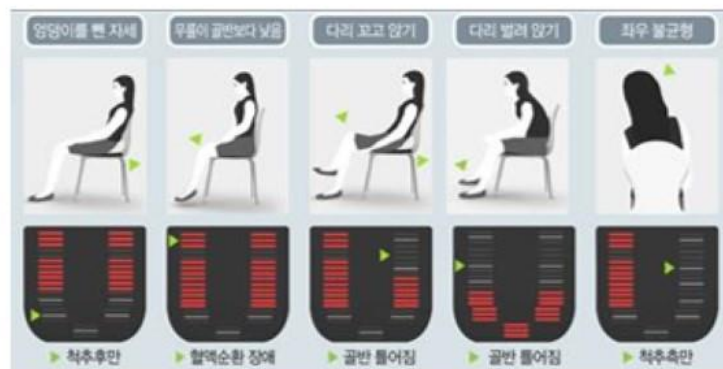 엉덩이를 뺀 자세
무릎이 골반보다 낮음
다리 꼬고 앉기
다리 벌려 앉기
좌우 불균형
척추후만
혈액순환 장애
골반 틀어짐
골반 틀어짐
척추측만